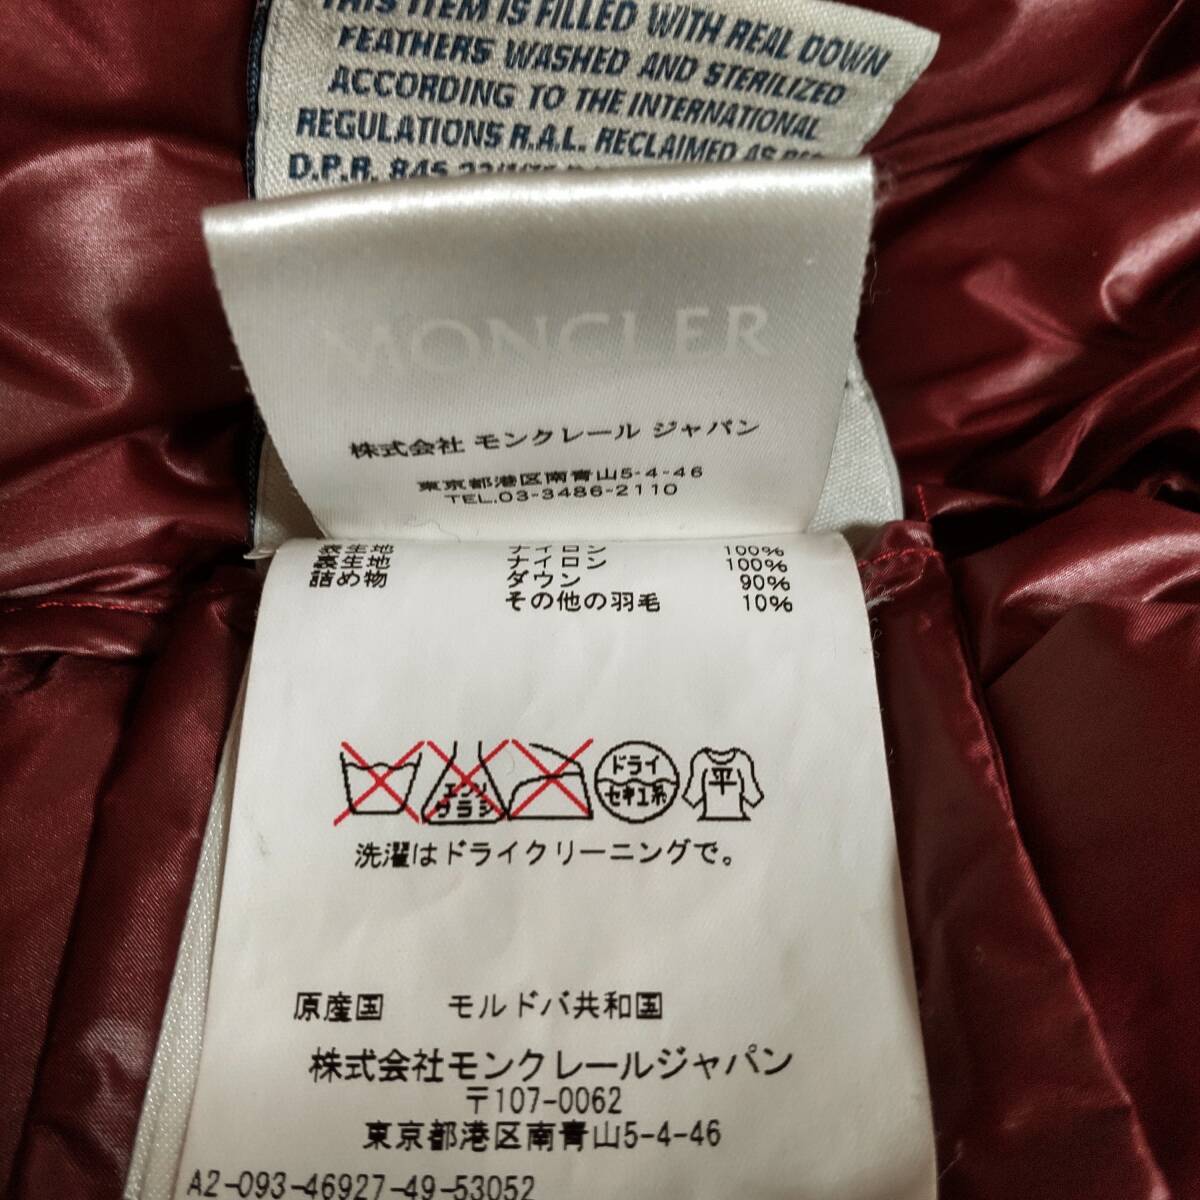 THIS ITEM IS FILLED WITH REAL DOWN
FEATHERS WASHED AND STERILIZED
ACCORDING TO THE INTERNATIONAL
REGULATIONS R.A.L. RECLAIMED AS
D.P.R. 845
MONCLER
株式会社 モンクレール ジャパン
東京都港区南青山5-4-46
TEL.03-3486-2110
表生地 ナイロン 100%
裏生地 ナイロン 100%
詰め物 ダウン 90%
その他の羽毛 10%
エンソ
サラシ
ドライ
セキユ系
平
洗濯はドライクリーニングで。
原産国 モルドバ共和国
株式会社モンクレールジャパン
〒107-0062
東京都港区南青山5-4-46
A2-093-46927-49-53052